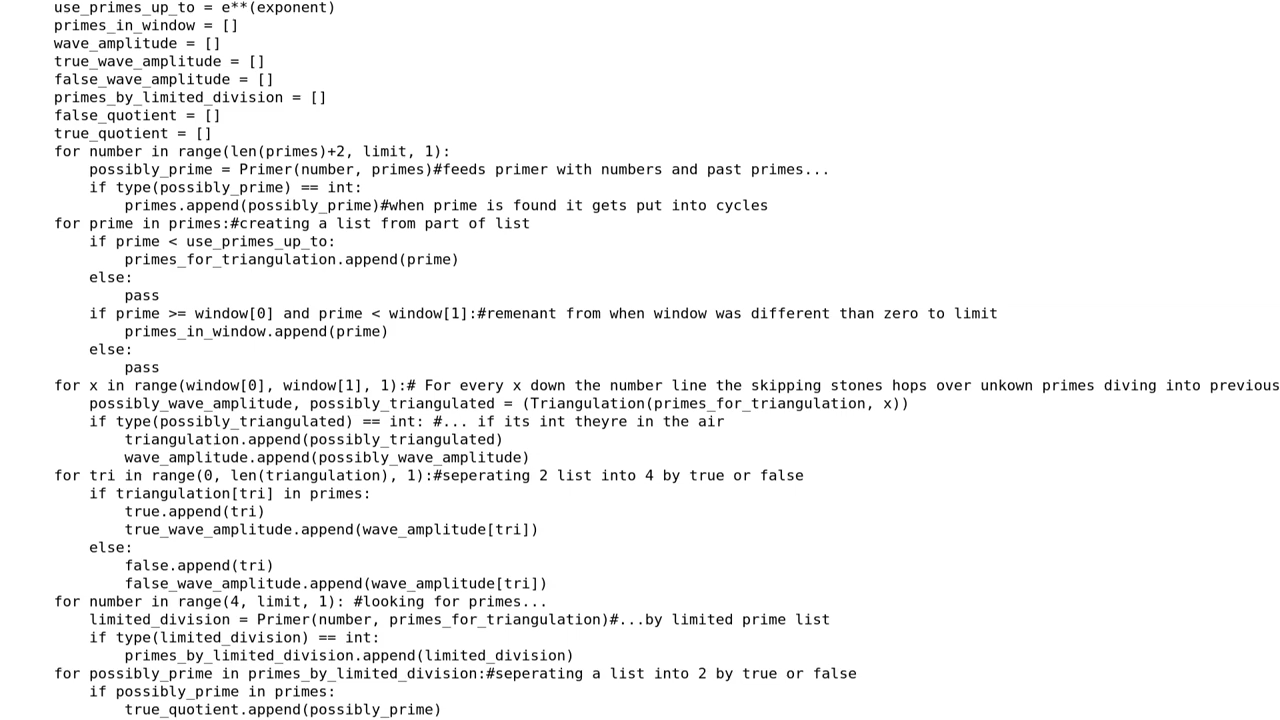 use_primes_up_to = e**(exponent)
primes_in_window = []
wave_amplitude = []
true_wave_amplitude = []
false_wave_amplitude = []
primes_by_limited_division = []
false_quotient = []
true_quotient = []
for number in range(len(primes)+2, limit, 1):
    possibly_prime = Primer(number, primes)#feeds primer with numbers and past primes...
    if type(possibly_prime) == int:
        primes.append(possibly_prime)#when prime is found it gets put into cycles
for prime in primes:#creating a list from part of list
    if prime < use_primes_up_to:
        primes_for_triangulation.append(prime)
    else:
        pass
    if prime >= window[0] and prime < window[1]:#remenant from when window was different than zero to limit
        primes_in_window.append(prime)
    else:
        pass
for x in range(window[0], window[1], 1):# For every x down the number line the skipping stones hops over unkown primes diving into previous
    possibly_wave_amplitude, possibly_triangulated = (Triangulation(primes_for_triangulation, x))
    if type(possibly_triangulated) == int: #... if its int theyre in the air
        triangulation.append(possibly_triangulated)
        wave_amplitude.append(possibly_wave_amplitude)
for tri in range(0, len(triangulation), 1):#seperating 2 list into 4 by true or false
    if triangulation[tri] in primes:
        true.append(tri)
        true_wave_amplitude.append(wave_amplitude[tri])
    else:
        false.append(tri)
        false_wave_amplitude.append(wave_amplitude[tri])
for number in range(4, limit, 1): #looking for primes...
    limited_division = Primer(number, primes_for_triangulation)#...by limited prime list
    if type(limited_division) == int:
        primes_by_limited_division.append(limited_division)
for possibly_prime in primes_by_limited_division:#seperating a list into 2 by true or false
    if possibly_prime in primes:
        true_quotient.append(possibly_prime)